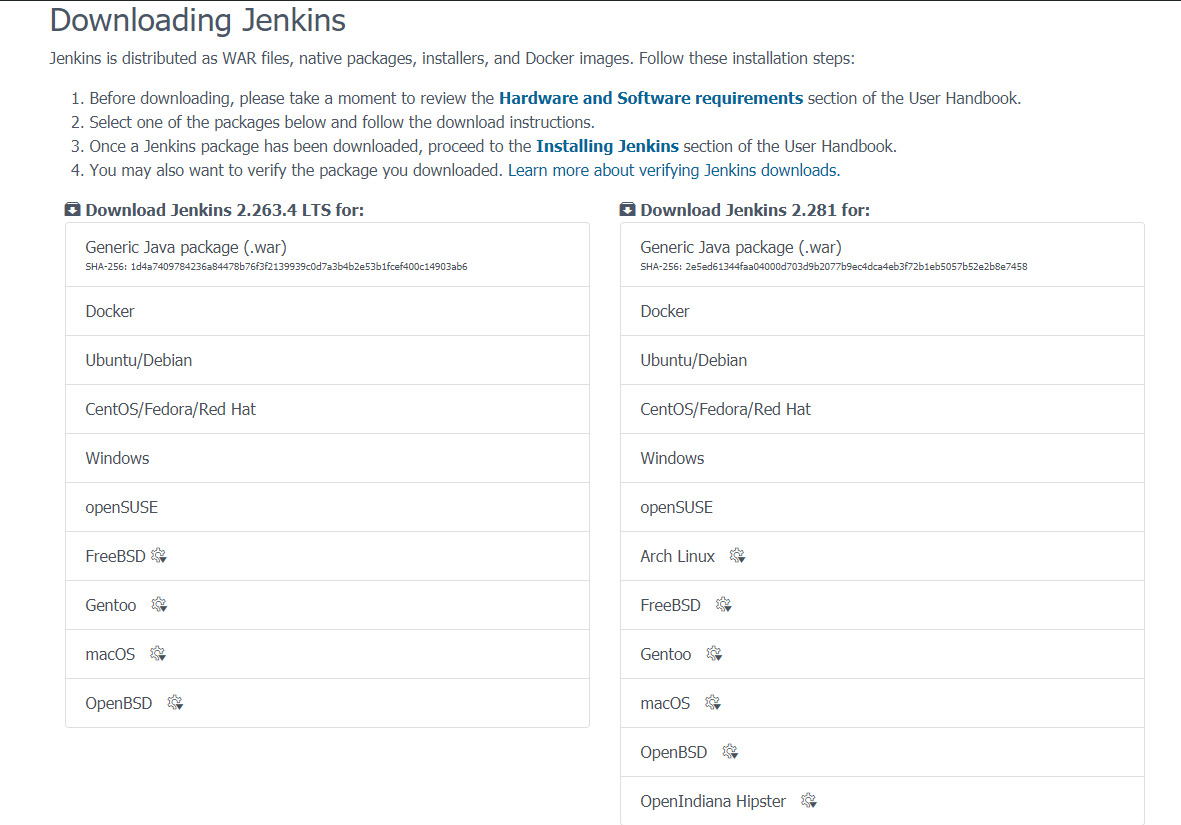 Downloading Jenkins
Jenkins is distributed as WAR files, native packages, installers, and Docker images. Follow these installation steps:
1. Before downloading, please take a moment to review the Hardware and Software requirements section of the User Handbook.
2. Select one of the packages below and follow the download instructions.
3. Once a Jenkins package has been downloaded, proceed to the Installing Jenkins section of the User Handbook.
4. You may also want to verify the package you downloaded. Learn more about verifying Jenkins downloads.
Download Jenkins 2.263.4 LTS for:
Generic Java package (.war)
SHA-256: 1d4a7409784236a84478b76f3f2139939c0d7a3b4b2e53b1fcef400c14903ab6
Docker
Ubuntu/Debian
CentOS/Fedora/Red Hat
Windows
openSUSE
FreeBSD
Gentoo
macOS
OpenBSD
Download Jenkins 2.281 for:
Generic Java package (.war)
SHA-256: 2e5ed61344faa04000d703d9b2077b9ec4dca4eb3f72b1eb5057b52e2b8e7458
Docker
Ubuntu/Debian
CentOS/Fedora/Red Hat
Windows
openSUSE
Arch Linux
FreeBSD
Gentoo
macOS
OpenBSD
OpenIndiana Hipster